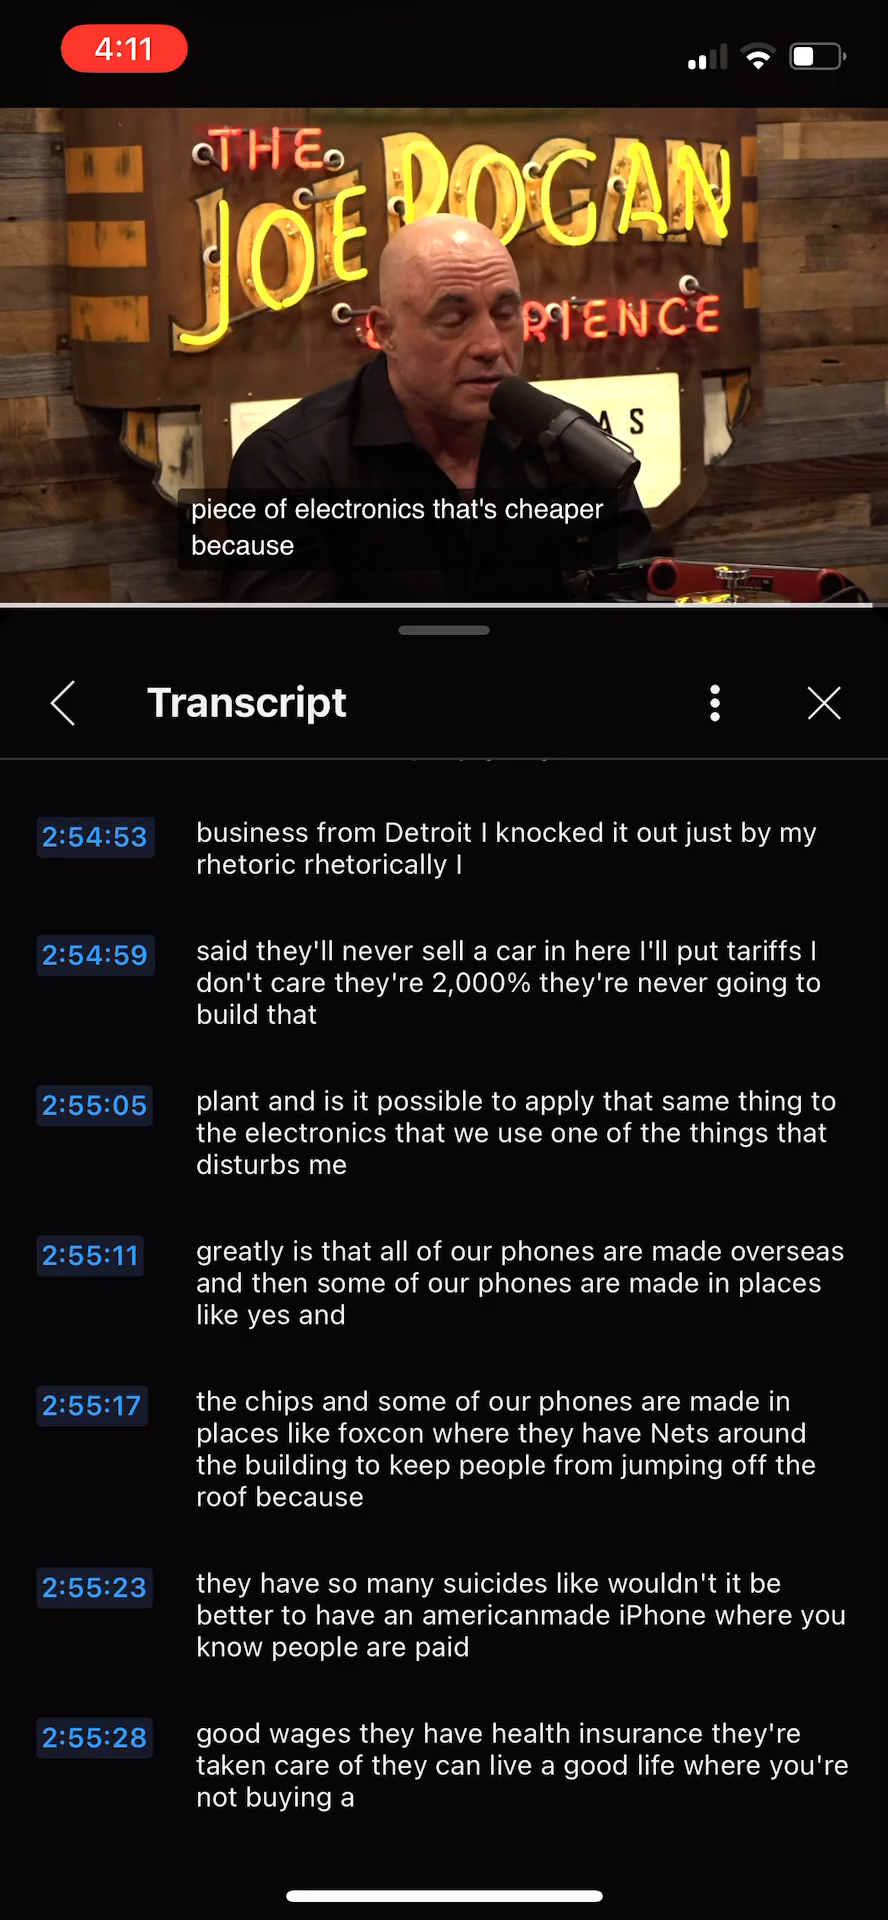 4:11
THE
JOE ROGAN
RIENCE
A S
piece of electronics that's cheaper
because
Transcript
2:54:53
business from Detroit I knocked it out just by my
rhetoric rhetorically I
2:54:59
said they'll never sell a car in here I'll put tariffs I
don't care they're 2,000% they're never going to
build that
2:55:05
plant and is it possible to apply that same thing to
the electronics that we use one of the things that
disturbs me
2:55:11
greatly is that all of our phones are made overseas
and then some of our phones are made in places
like yes and
2:55:17
the chips and some of our phones are made in
places like foxcon where they have Nets around
the building to keep people from jumping off the
roof because
2:55:23
they have so many suicides like wouldn't it be
better to have an americanmade iPhone where you
know people are paid
2:55:28
good wages they have health insurance they're
taken care of they can live a good life where you're
not buying a